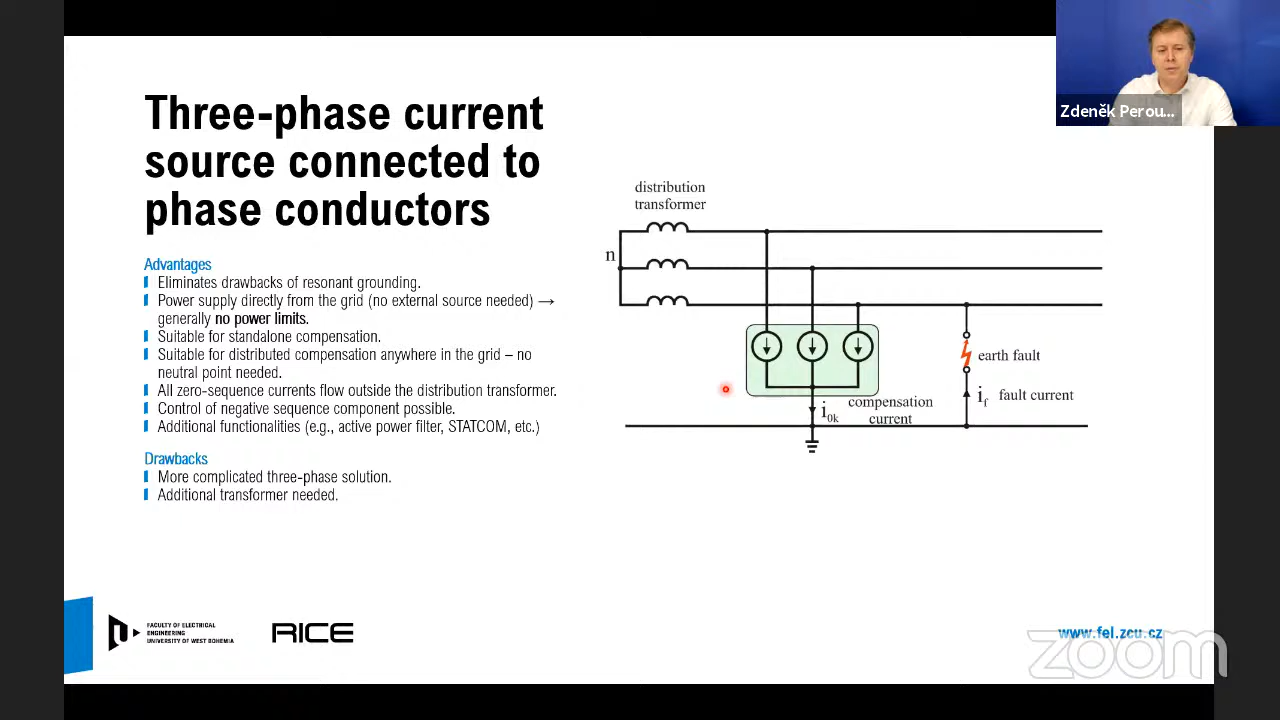 Zdeněk Perou...
Three-phase current
source connected to
phase conductors
Advantages
Eliminates drawbacks of resonant grounding.
Power supply directly from the grid (no external source needed) →
generally no power limits.
Suitable for standalone compensation.
Suitable for distributed compensation anywhere in the grid – no
neutral point needed.
All zero-sequence currents flow outside the distribution transformer.
Control of negative sequence component possible.
Additional functionalities (e.g., active power filter, STATCOM, etc.)
Drawbacks
More complicated three-phase solution.
Additional transformer needed.
distribution
transformer
n
earth fault
i0k
compensation
current
if
fault current
FACULTY OF ELECTRICAL
ENGINEERING
UNIVERSITY OF WEST BOHEMIA
RICE
www.fel.zcu.cz
zoom